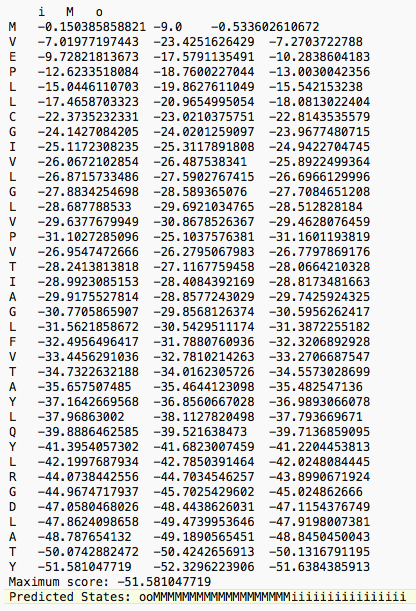 i M o
M -0.150385858821 -9.0 -0.533602610672
V -7.01977197443 -23.4251626429 -7.2703722788
E -9.72821813673 -17.5791135491 -10.2838604183
P -12.6233518084 -18.7600227044 -13.0030042356
L -15.0446110703 -19.8627611049 -15.542153238
L -17.4658703323 -20.9654995054 -18.0813022404
C -22.3735232331 -23.0210375751 -22.8143535579
G -24.1427084205 -24.0201259097 -23.9677480715
I -25.1172308235 -25.3117891808 -24.9422704745
V -26.0672102854 -26.487538341 -25.8922499364
L -26.8715733486 -27.5902767415 -26.6966129996
G -27.8834254698 -28.589365076 -27.7084651208
L -28.687788533 -29.6921034765 -28.512828184
V -29.6377679949 -30.8678526367 -29.4628076459
P -31.1027285096 -25.1037576381 -31.1601193819
V -26.9547472666 -26.2795067983 -26.7797869176
T -28.2413813818 -27.1167759458 -28.0664210328
I -28.9923085153 -28.4084392169 -28.8173481663
A -29.9175527814 -28.8577243029 -29.7425924325
G -30.7705865907 -29.8568126374 -30.5956262417
L -31.5621858672 -30.5429511174 -31.3872255182
F -32.4956496417 -31.7880760936 -32.3206892928
V -33.4456291036 -32.7810214263 -33.2706687547
T -34.7322632188 -34.0162305726 -34.5573028699
A -35.657507485 -35.4644123098 -35.482547136
Y -37.1642669568 -36.8560667028 -36.9893066078
L -37.96863002 -38.1127820498 -37.793669671
Q -39.8886462585 -39.521638473 -39.7136859095
Y -41.3954057302 -41.6823007459 -41.2204453813
L -42.1997687934 -42.7850391464 -42.0248084445
R -44.0738442556 -44.7034546257 -43.8990671924
G -44.9674717937 -45.7025429602 -45.024862666
D -47.0580468026 -48.4438626031 -47.1154397548
L -47.8624098658 -49.4739953646 -47.9198007381
A -48.787654132 -49.1890565451 -48.8450450043
T -50.0742882472 -50.4242656913 -50.1316791195
Y -51.581047719 -52.3296223906 -51.6384385913
Maximum score: -51.581047719
Predicted States: ooMMMMMMMMMMMMMMMMMMMiiiiiiiiiiiiiiii